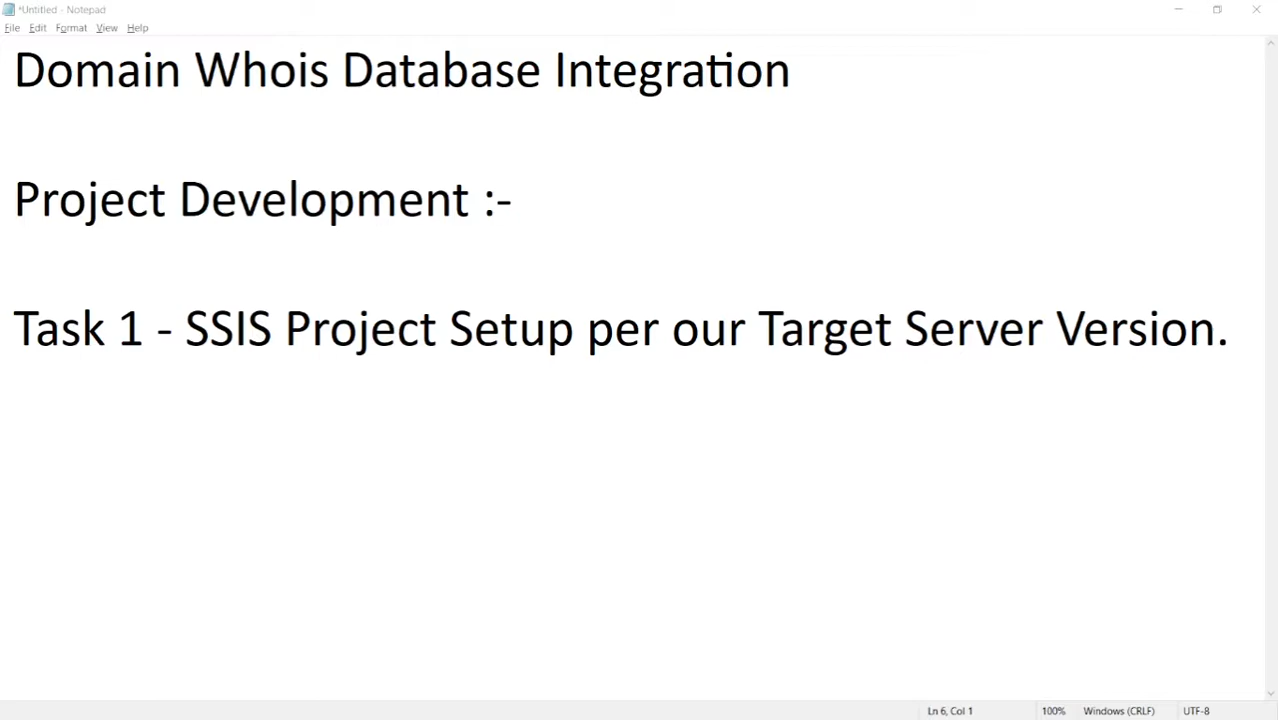 *Untitled - Notepad
File Edit Format View Help
Domain Whois Database Integration
Project Development :-
Task 1 - SSIS Project Setup per our Target Server Version.
Ln 6, Col 1 100% Windows (CRLF) UTF-8